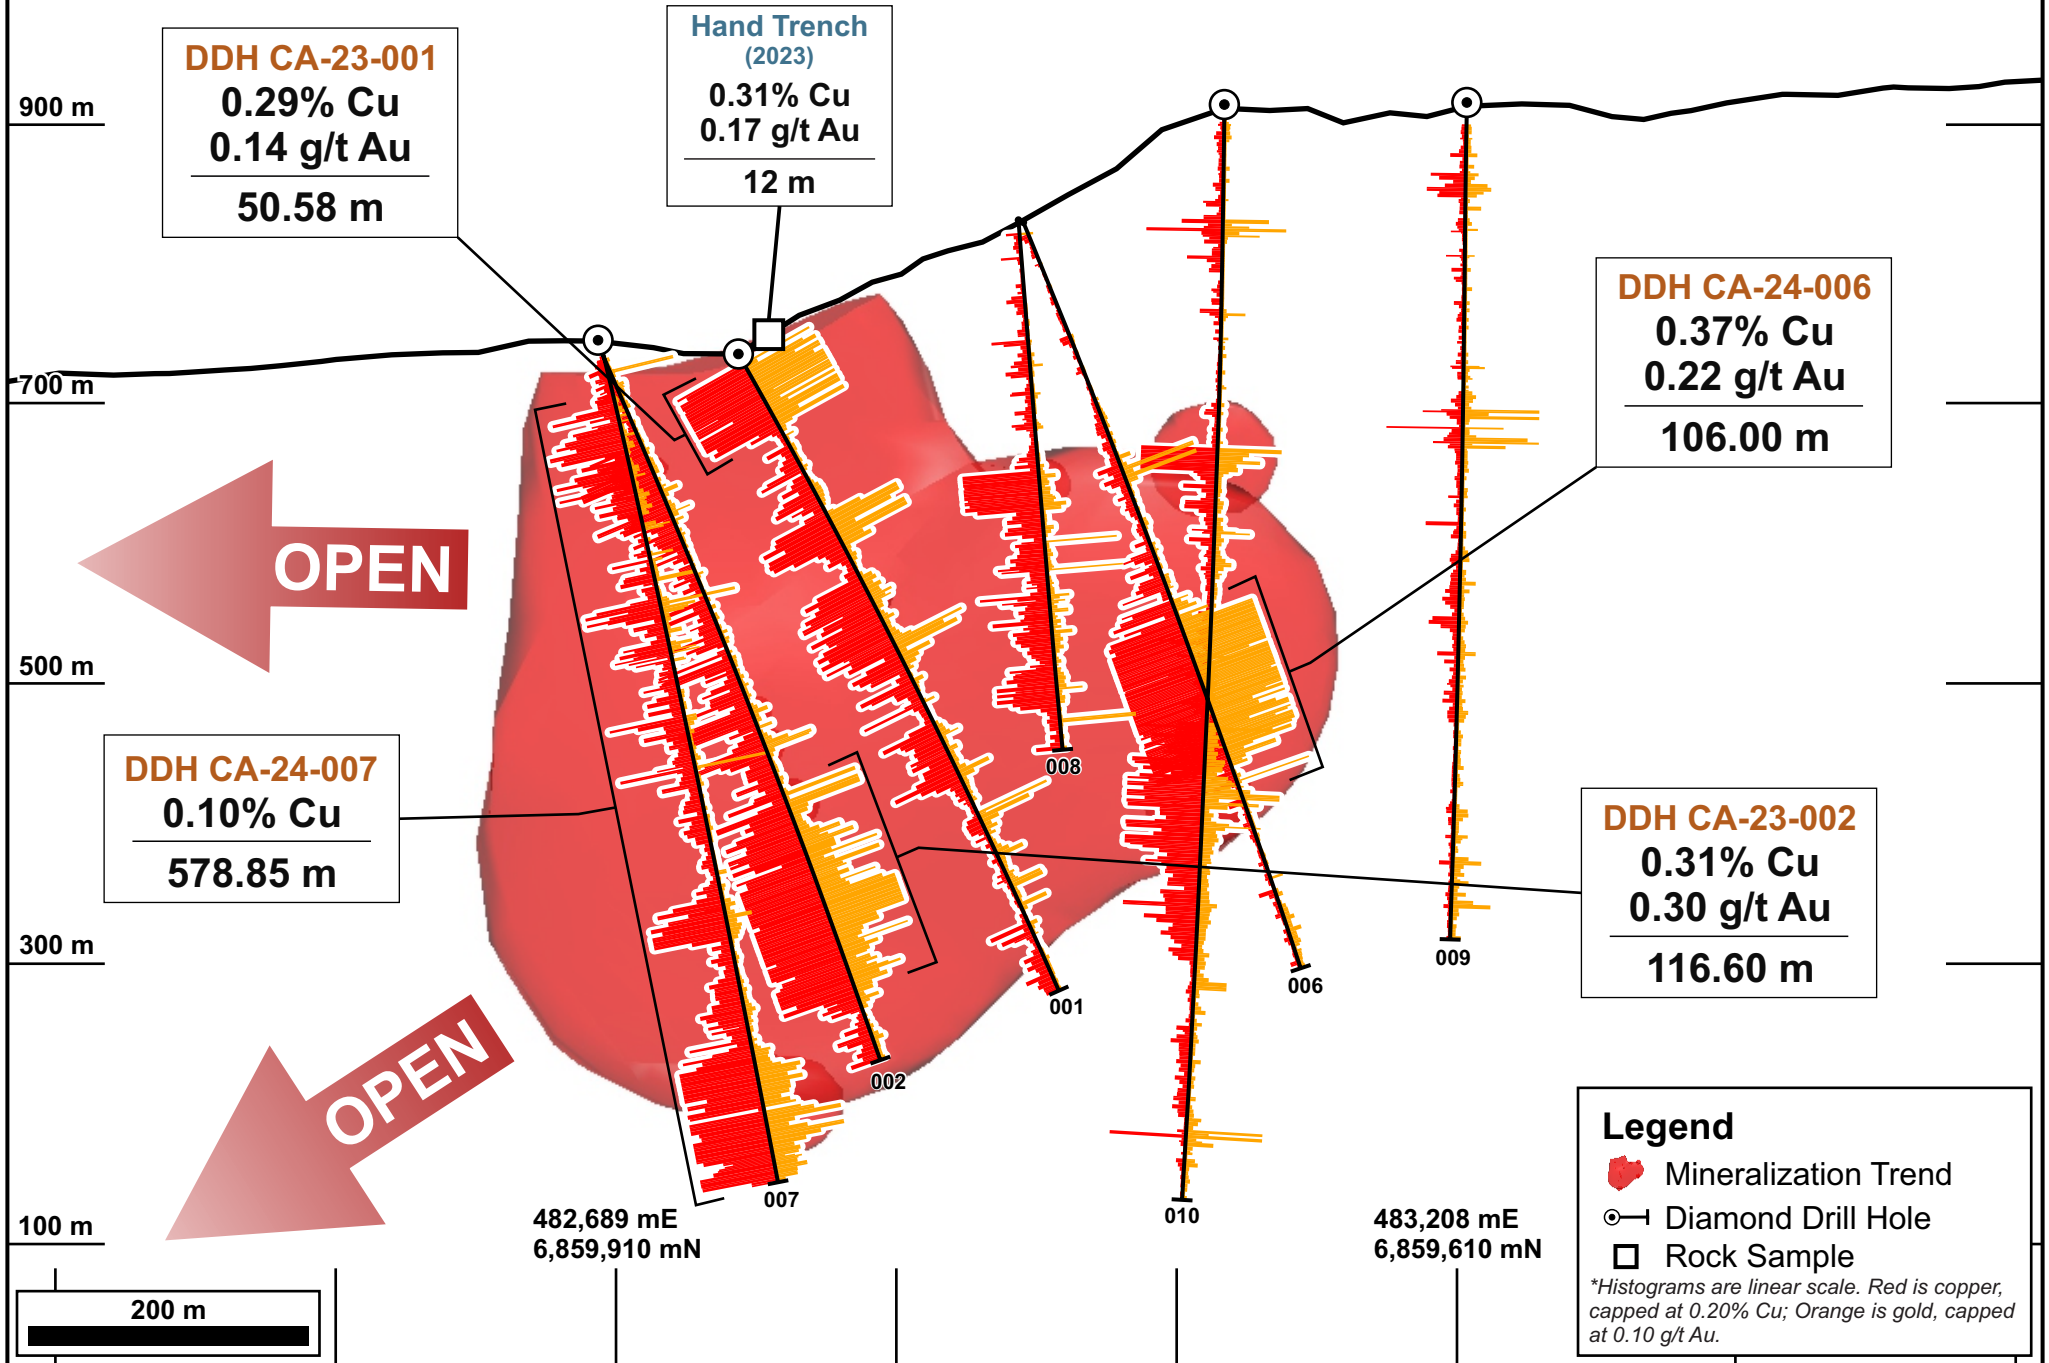 DDH CA-23-001
0.29% Cu
0.14 g/t Au
50.58 m
Hand Trench
(2023)
0.31% Cu
0.17 g/t Au
12 m
900 m
700 m
500 m
300 m
100 m
DDH CA-24-006
0.37% Cu
0.22 g/t Au
106.00 m
OPEN
DDH CA-24-007
0.10% Cu
578.85 m
DDH CA-23-002
0.31% Cu
0.30 g/t Au
116.60 m
OPEN
008
009
006
001
002
007
010
482,689 mE
6,859,910 mN
483,208 mE
6,859,610 mN
200 m
Legend
Mineralization Trend
Diamond Drill Hole
Rock Sample
*Histograms are linear scale. Red is copper,
capped at 0.20% Cu; Orange is gold, capped
at 0.10 g/t Au.